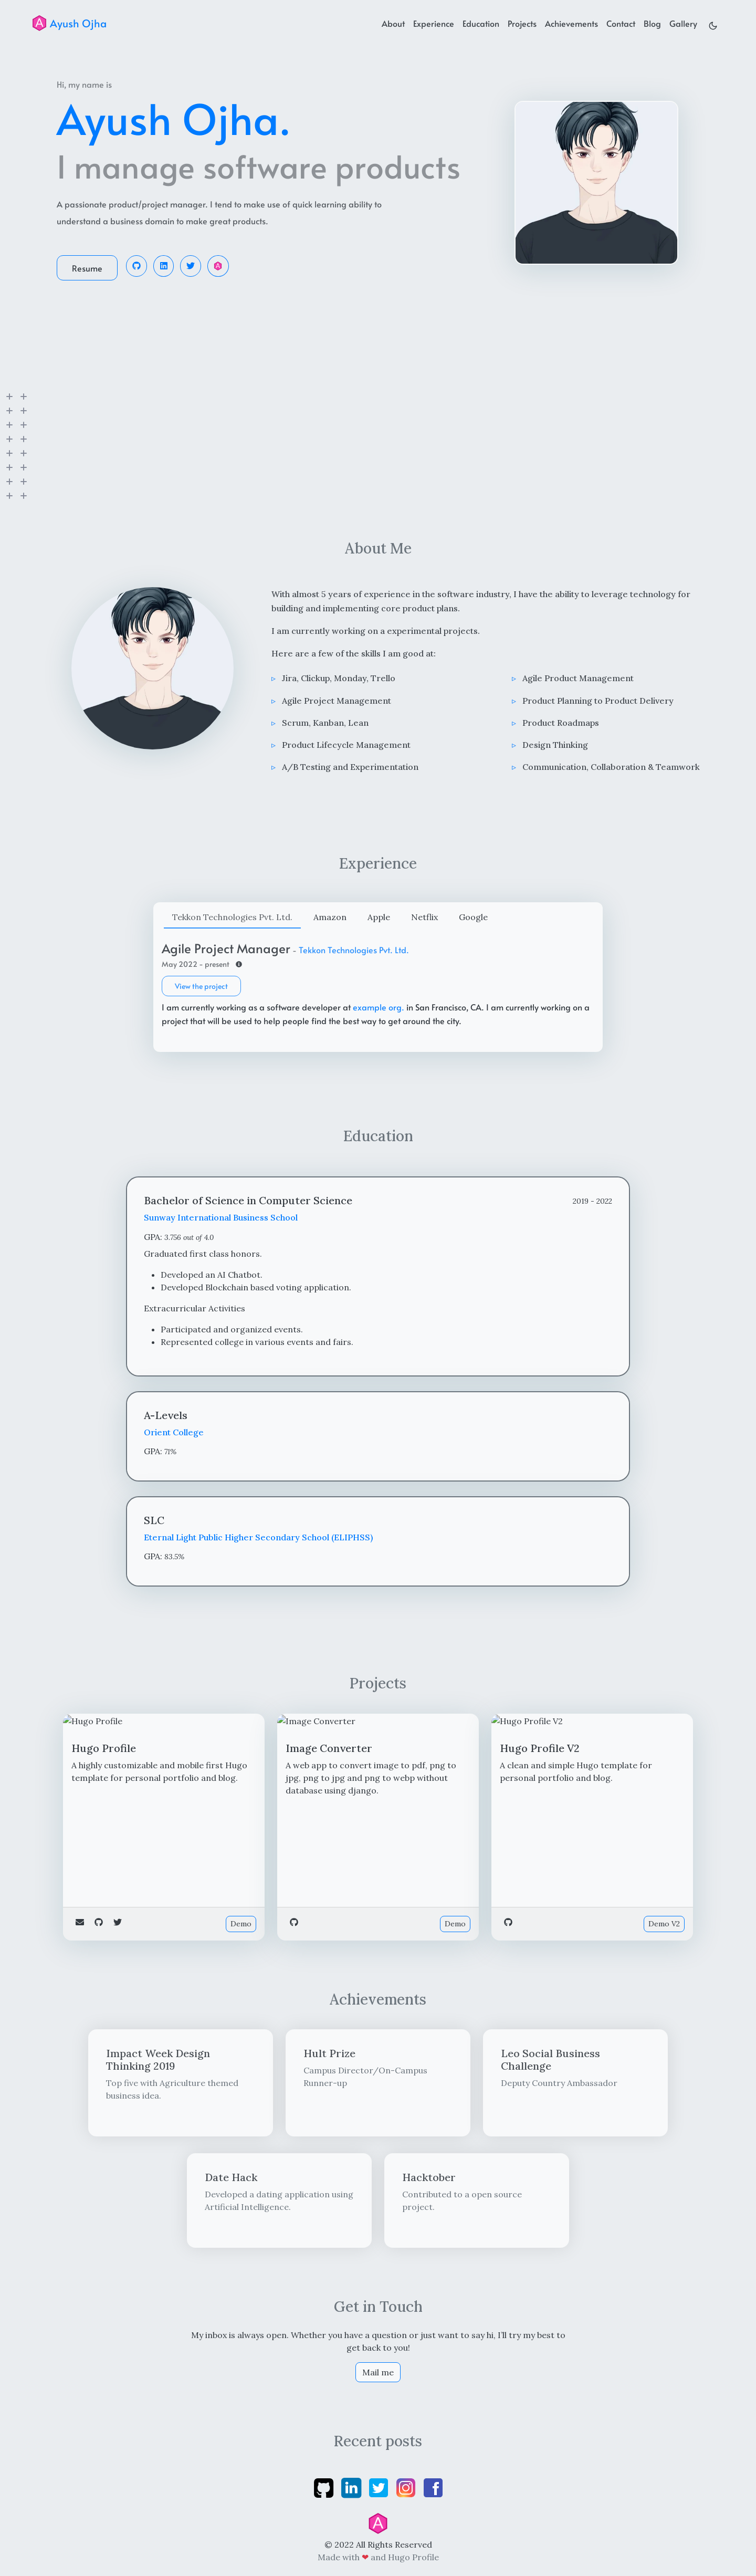 Ayush Ojha
About Experience Education Projects Achievements Contact Blog Gallery
Hi, my name is
Ayush Ojha.
I manage software products
A passionate product/project manager. I tend to make use of quick learning ability to
understand a business domain to make great products.
Resume
About Me
With almost 5 years of experience in the software industry, I have the ability to leverage technology for
building and implementing core product plans.
I am currently working on a experimental projects.
Here are a few of the skills I am good at:
Jira, Clickup, Monday, Trello
Agile Product Management
Agile Project Management
Product Planning to Product Delivery
Scrum, Kanban, Lean
Product Roadmaps
Product Lifecycle Management
Design Thinking
A/B Testing and Experimentation
Communication, Collaboration & Teamwork
Experience
Tekkon Technologies Pvt. Ltd. Amazon Apple Netflix Google
Agile Project Manager - Tekkon Technologies Pvt. Ltd.
May 2022 - present
View the project
I am currently working as a software developer at example org. in San Francisco, CA. I am currently working on a
project that will be used to help people find the best way to get around the city.
Education
Bachelor of Science in Computer Science 2019 - 2022
Sunway International Business School
GPA: 3.756 out of 4.0
Graduated first class honors.
• Developed an AI Chatbot.
• Developed Blockchain based voting application.
Extracurricular Activities
• Participated and organized events.
• Represented college in various events and fairs.
A-Levels
Orient College
GPA: 71%
SLC
Eternal Light Public Higher Secondary School (ELIPHSS)
GPA: 83.5%
Projects
Hugo Profile
Hugo Profile
A highly customizable and mobile first Hugo
template for personal portfolio and blog.
Demo
Image Converter
Image Converter
A web app to convert image to pdf, png to
jpg, png to jpg and png to webp without
database using django.
Demo
Hugo Profile V2
Hugo Profile V2
A clean and simple Hugo template for
personal portfolio and blog.
Demo V2
Achievements
Impact Week Design
Thinking 2019
Top five with Agriculture themed
business idea.
Hult Prize
Campus Director/On-Campus
Runner-up
Leo Social Business
Challenge
Deputy Country Ambassador
Date Hack
Developed a dating application using
Artificial Intelligence.
Hacktober
Contributed to a open source
project.
Get in Touch
My inbox is always open. Whether you have a question or just want to say hi, I'll try my best to
get back to you!
Mail me
Recent posts
© 2022 All Rights Reserved
Made with ❤ and Hugo Profile